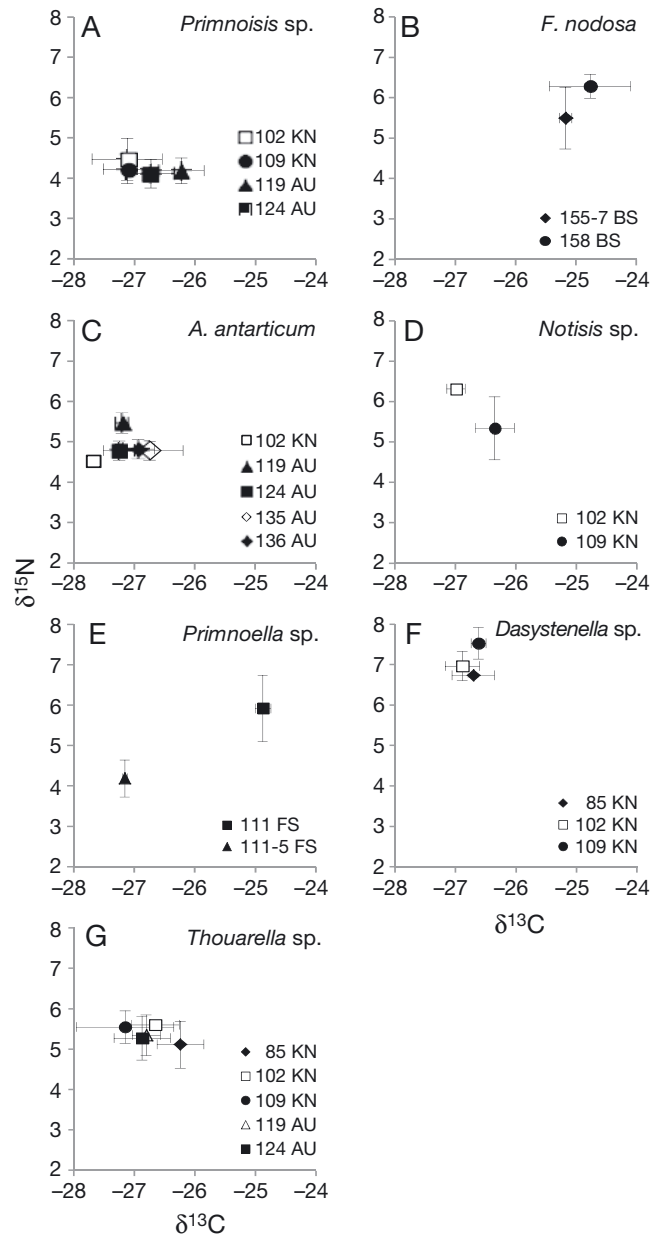 A
Primnoisis sp.
8
7
6
5
4
3
2
−28 −27 −26 −25 −24
102 KN
109 KN
119 AU
124 AU
B
F. nodosa
8
7
6
5
4
3
2
−28 −27 −26 −25 −24
155-7 BS
158 BS
C
A. antarticum
8
7
6
5
4
3
2
−28 −27 −26 −25 −24
102 KN
119 AU
124 AU
135 AU
136 AU
D
Notisis sp.
8
7
6
5
4
3
2
−28 −27 −26 −25 −24
102 KN
109 KN
δ15N
E
Primnoella sp.
8
7
6
5
4
3
2
−28 −27 −26 −25 −24
111 FS
111-5 FS
F
Dasystenella sp.
8
7
6
5
4
3
2
−28 −27 −26 −25 −24
85 KN
102 KN
109 KN
δ13C
G
Thouarella sp.
8
7
6
5
4
3
2
−28 −27 −26 −25 −24
85 KN
102 KN
109 KN
119 AU
124 AU
δ13C